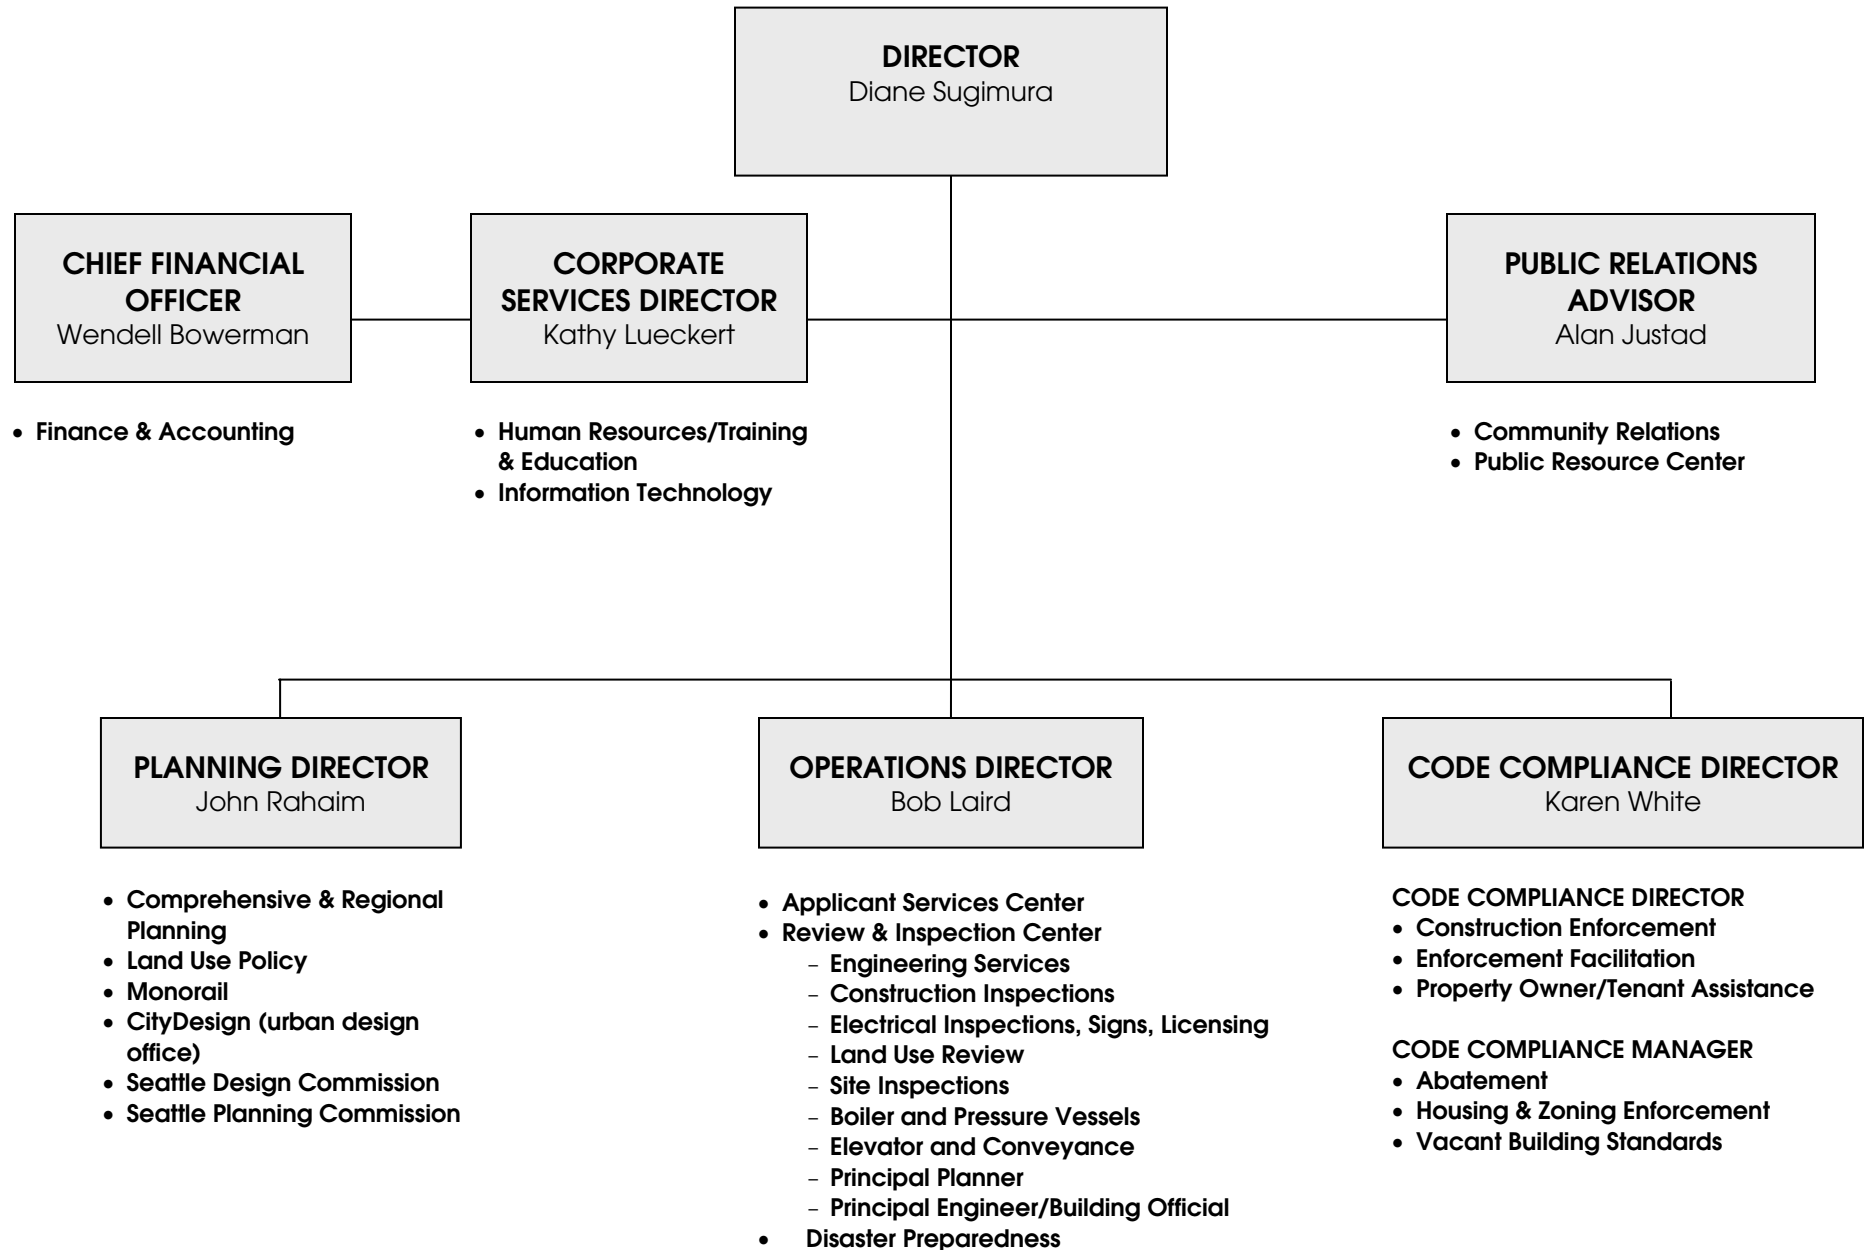 DIRECTOR
Diane Sugimura
CHIEF FINANCIAL
OFFICER
Wendell Bowerman
• Finance & Accounting
CORPORATE
SERVICES DIRECTOR
Kathy Lueckert
• Human Resources/Training
& Education
• Information Technology
PUBLIC RELATIONS
ADVISOR
Alan Justad
• Community Relations
• Public Resource Center
PLANNING DIRECTOR
John Rahaim
• Comprehensive & Regional
Planning
• Land Use Policy
• Monorail
• CityDesign (urban design
office)
• Seattle Design Commission
• Seattle Planning Commission
OPERATIONS DIRECTOR
Bob Laird
• Applicant Services Center
• Review & Inspection Center
– Engineering Services
– Construction Inspections
– Electrical Inspections, Signs, Licensing
– Land Use Review
– Site Inspections
– Boiler and Pressure Vessels
– Elevator and Conveyance
– Principal Planner
– Principal Engineer/Building Official
• Disaster Preparedness
CODE COMPLIANCE DIRECTOR
Karen White
CODE COMPLIANCE DIRECTOR
• Construction Enforcement
• Enforcement Facilitation
• Property Owner/Tenant Assistance
CODE COMPLIANCE MANAGER
• Abatement
• Housing & Zoning Enforcement
• Vacant Building Standards